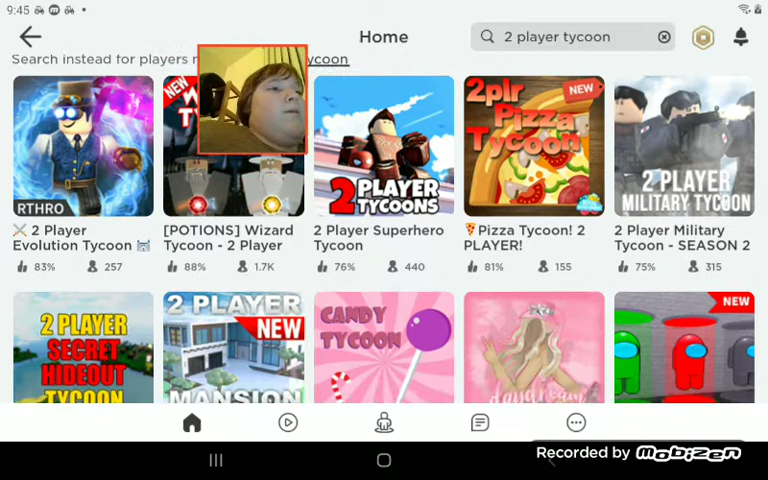 9:45
Home
2 player tycoon
Search instead for players
ycoon
RTHRO
NEW
2 PLAYER
TYCOONS
2plr
Pizza
Tycoon
NEW
2 PLAYER
MILITARY TYCOON
2 Player
Evolution Tycoon
83% 257
[POTIONS] Wizard
Tycoon - 2 Player
88% 1.7K
2 Player Superhero
Tycoon
76% 440
Pizza Tycoon! 2
PLAYER!
81% 155
2 Player Military
Tycoon - SEASON 2
75% 315
2 PLAYER
SECRET
HIDEOUT
TYCOON
2 PLAYER
NEW
MANSION
CANDY
TYCOON
daydream
NEW
Recorded by Mobizen